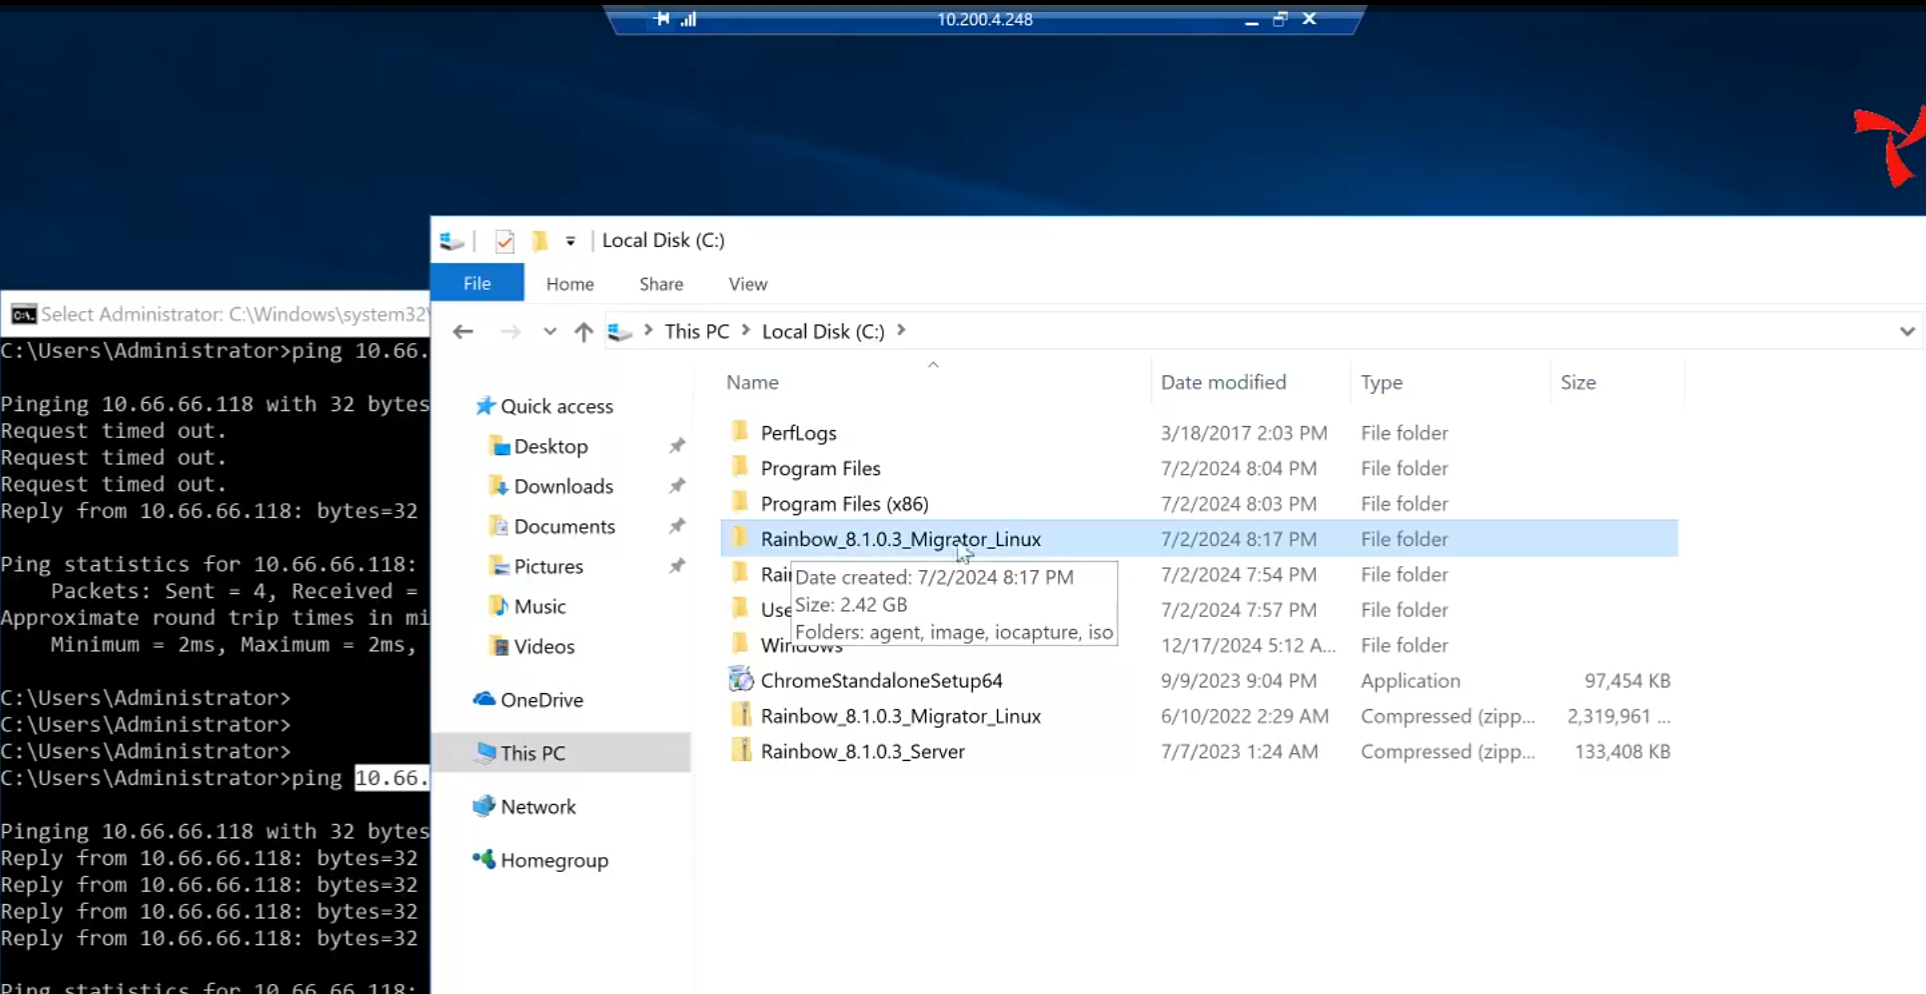 10.200.4.248
Local Disk (C:)
File Home Share View
This PC > Local Disk (C:) >
Name Date modified Type Size
Quick access
Desktop
Downloads
Documents
Pictures
Music
Videos
OneDrive
This PC
Network
Homegroup
PerfLogs 3/18/2017 2:03 PM File folder
Program Files 7/2/2024 8:04 PM File folder
Program Files (x86) 7/2/2024 8:03 PM File folder
Rainbow_8.1.0.3_Migrator_Linux 7/2/2024 8:17 PM File folder
Rai 7/2/2024 7:54 PM File folder
Use 7/2/2024 7:57 PM File folder
Windows 12/17/2024 5:12 A... File folder
ChromeStandaloneSetup64 9/9/2023 9:04 PM Application 97,454 KB
Rainbow_8.1.0.3_Migrator_Linux 6/10/2022 2:29 AM Compressed (zipp... 2,319,961 ...
Rainbow_8.1.0.3_Server 7/7/2023 1:24 AM Compressed (zipp... 133,408 KB
Date created: 7/2/2024 8:17 PM
Size: 2.42 GB
Folders: agent, image, iocapture, iso
Select Administrator: C:\Windows\system32\
C:\Users\Administrator>ping 10.66.
Pinging 10.66.66.118 with 32 bytes
Request timed out.
Request timed out.
Request timed out.
Reply from 10.66.66.118: bytes=32
Ping statistics for 10.66.66.118:
Packets: Sent = 4, Received =
Approximate round trip times in mi
Minimum = 2ms, Maximum = 2ms,
C:\Users\Administrator>
C:\Users\Administrator>
C:\Users\Administrator>
C:\Users\Administrator>ping 10.66.
Pinging 10.66.66.118 with 32 bytes
Reply from 10.66.66.118: bytes=32
Reply from 10.66.66.118: bytes=32
Reply from 10.66.66.118: bytes=32
Reply from 10.66.66.118: bytes=32
Ping statistics for 10.66.66.118: